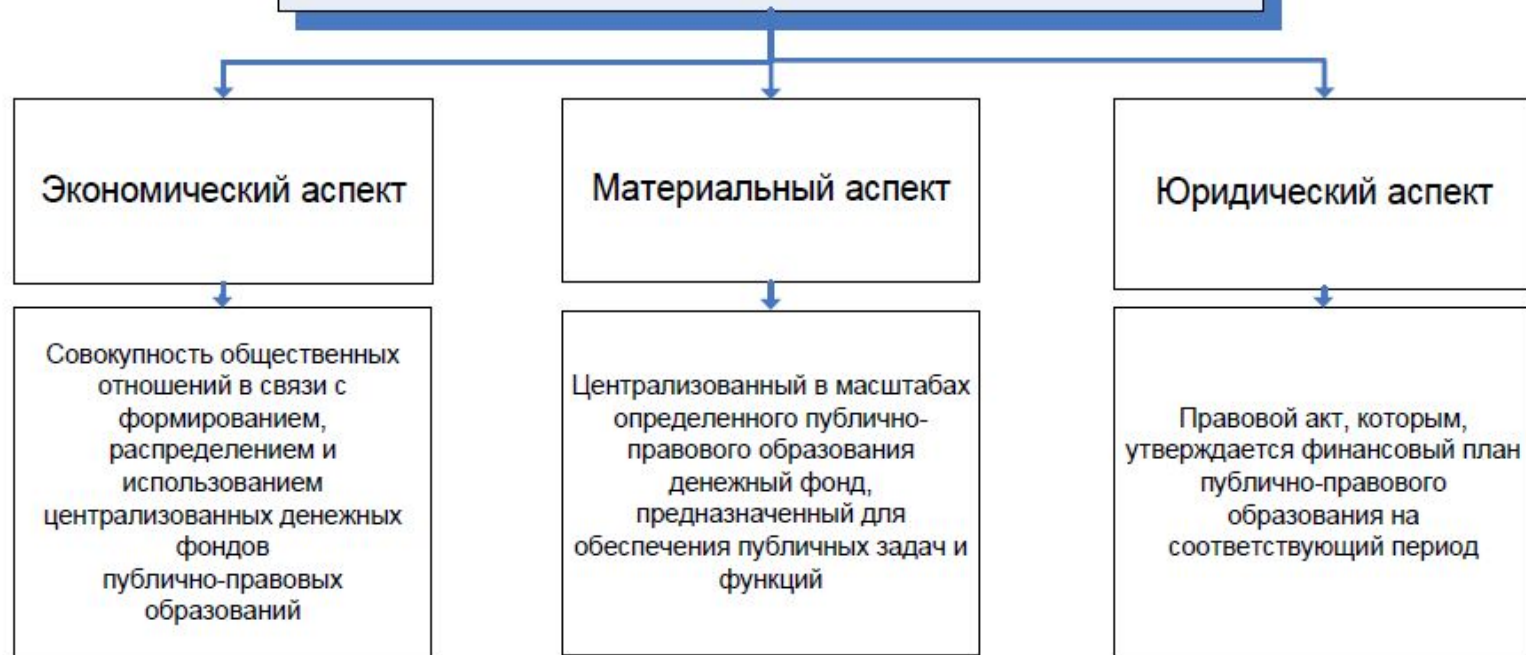 Экономический аспект
Материальный аспект
Юридический аспект
Совокупность общественных
отношений в связи с
формированием,
распределением и
использованием
централизованных денежных
фондов
публично-правовых
образований
Централизованный в масштабах
определенного публично-
правового образования
денежный фонд,
предназначенный для
обеспечения публичных задач и
функций
Правовой акт, которым,
утверждается финансовый план
публично-правового
образования на
соответствующий период